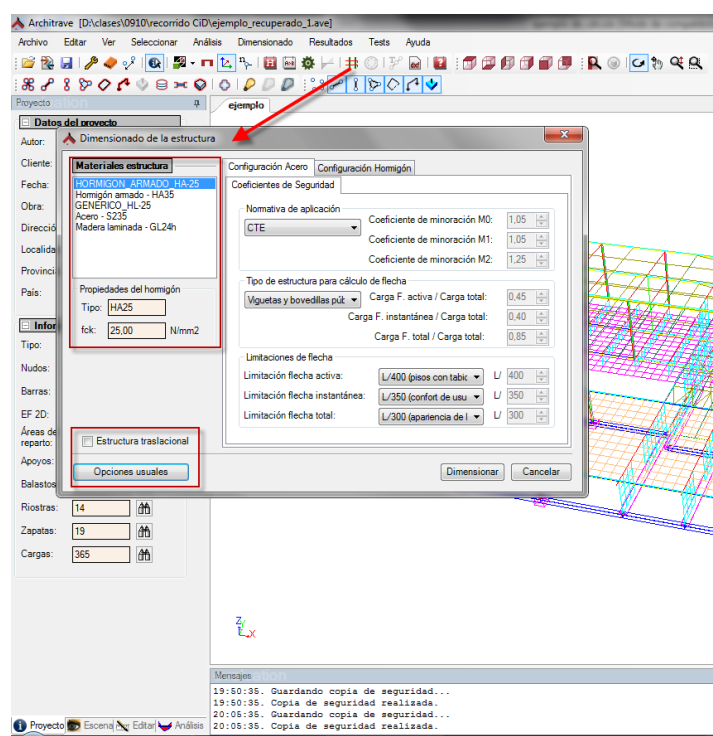 Architrave [D:\clases\0910\recorrido CiD\ejemplo_recuperado_1.ave]
Archivo Editar Ver Seleccionar Análisis Dimensionado Resultados Tests Ayuda
Proyecto
ejemplo
Datos del proyecto
Autor:
Cliente:
Fecha:
Obra:
Direcció
Localida
Provinci
País:
Infor
Tipo:
Nudos:
Barras:
EF 2D:
Áreas de
reparto:
Apoyos:
Balastos
Riostras: 14
Zapatas: 19
Cargas: 365
Dimensionado de la estructura
Materiales estructura
HORMIGON_ARMADO_HA-25
Hormigón armado - HA35
GENERICO_HL-25
Acero - S235
Madera laminada - GL24h
Propiedades del hormigón
Tipo: HA25
fck: 25,00 N/mm2
Estructura traslacional
Opciones usuales
Configuración Acero Configuración Hormigón
Coeficientes de Seguridad
Normativa de aplicación
CTE
Coeficiente de minoración M0: 1,05
Coeficiente de minoración M1: 1,05
Coeficiente de minoración M2: 1,25
Tipo de estructura para cálculo de flecha
Viguetas y bovedillas púb Carga F. activa / Carga total: 0,45
Carga F. instantánea / Carga total: 0,40
Carga F. total / Carga total: 0,85
Limitaciones de flecha
Limitación flecha activa: L/400 (pisos con tabic L/ 400
Limitación flecha instantánea: L/350 (confort de usu L/ 350
Limitación flecha total: L/300 (apariencia de l L/ 300
Dimensionar Cancelar
Z
Y
X
Mensajes
19:50:35. Guardando copia de seguridad...
19:50:35. Copia de seguridad realizada.
20:05:35. Guardando copia de seguridad...
20:05:35. Copia de seguridad realizada.
Proyecto Escena Editar Análisis